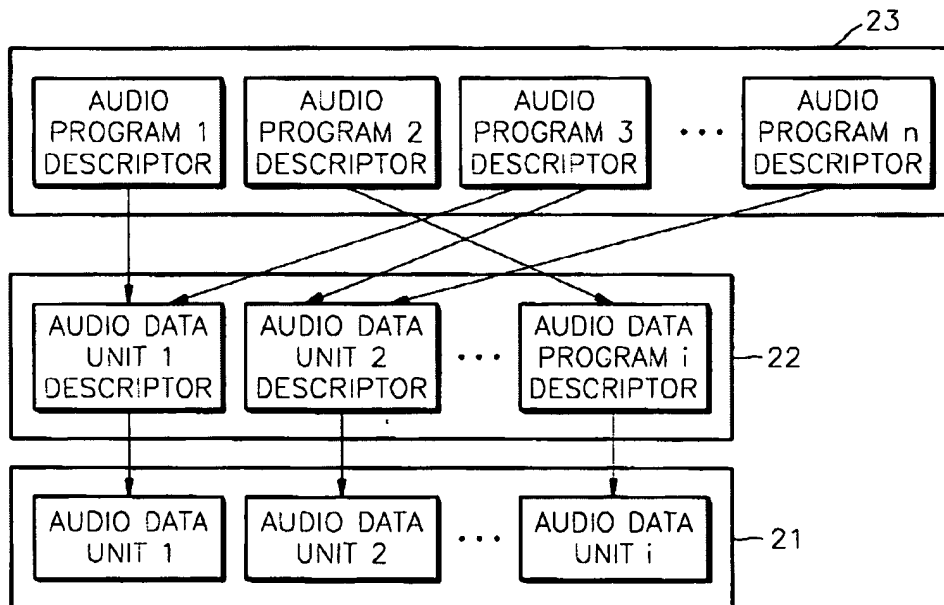 23
AUDIO PROGRAM 1 DESCRIPTOR
AUDIO PROGRAM 2 DESCRIPTOR
AUDIO PROGRAM 3 DESCRIPTOR
...
AUDIO PROGRAM n DESCRIPTOR
AUDIO DATA UNIT 1 DESCRIPTOR
AUDIO DATA UNIT 2 DESCRIPTOR
...
AUDIO DATA PROGRAM i DESCRIPTOR
22
AUDIO DATA UNIT 1
AUDIO DATA UNIT 2
...
AUDIO DATA UNIT i
21